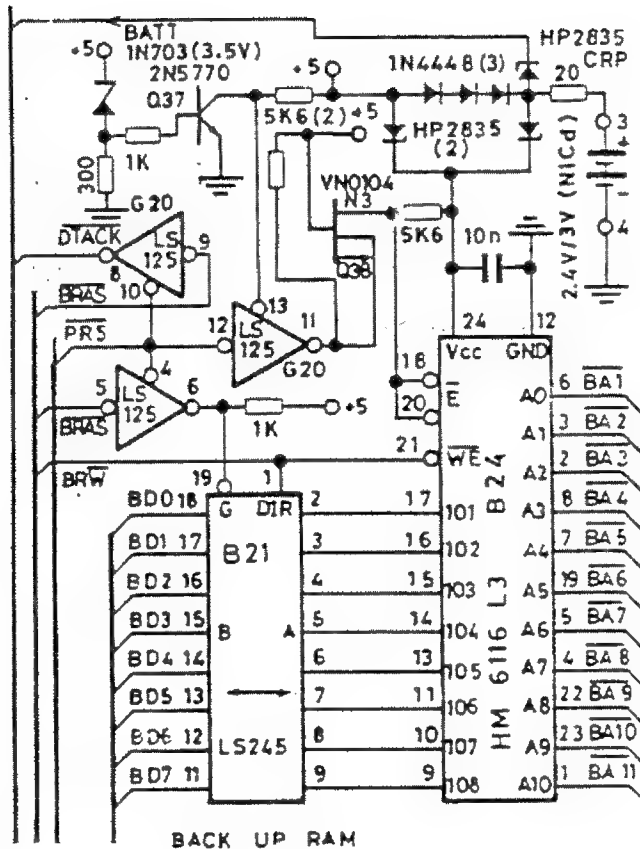 BATT
+5
1N703(3.5V)
2N5770
Q37
1K
300
+5
5K6(2)
+5
1N4448(3)
HP2835
(2)
HP2835
CRP
20
3
+
-
4
2.4V/3V (NiCd)
VN0104
N3
Q38
5K6
10n
G20
DTACK
8
LS
125
9
10
BRAS
PR5
12
LS
125
13
11
G20
5
LS
125
4
6
BRAS
1K
+5
BRW
24
12
Vcc
GND
18
20
E
21
WE
B24
HM 6116 L3
19
1
G
DIR
B21
B
A
LS245
BD0 18
BD1 17
BD2 16
BD3 15
BD4 14
BD5 13
BD6 12
BD7 11
2 17 101
3 16 102
4 15 103
5 14 104
6 13 105
7 11 106
8 10 107
9 9 108
A0 6 BA1
A1 3 BA2
A2 2 BA3
A3 8 BA4
A4 7 BA5
A5 19 BA6
A6 5 BA7
A7 4 BA8
A8 22 BA9
A9 23 BA10
A10 1 BA11
BACK UP RAM